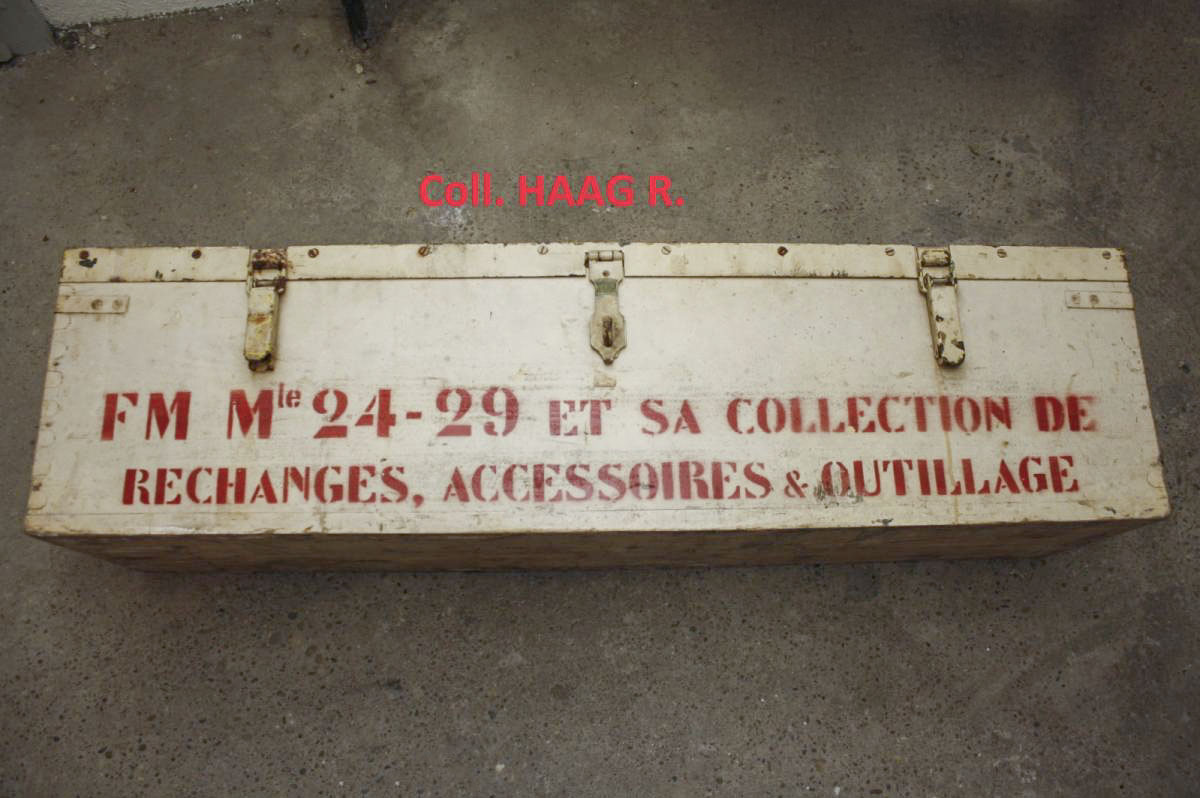 Coll. HAAG R.
FM Mle 24-29 ET SA COLLECTION DE
RECHANGES, ACCESSOIRES & OUTILLAGE